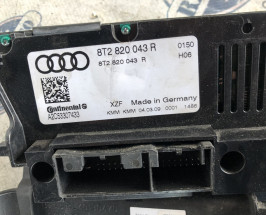 8T2 820 043 R
8T2 820 043 R
0150
H06
Continental
A2C53307433
XZF Made in Germany
KMM KMM 04.03.09 0001 1486